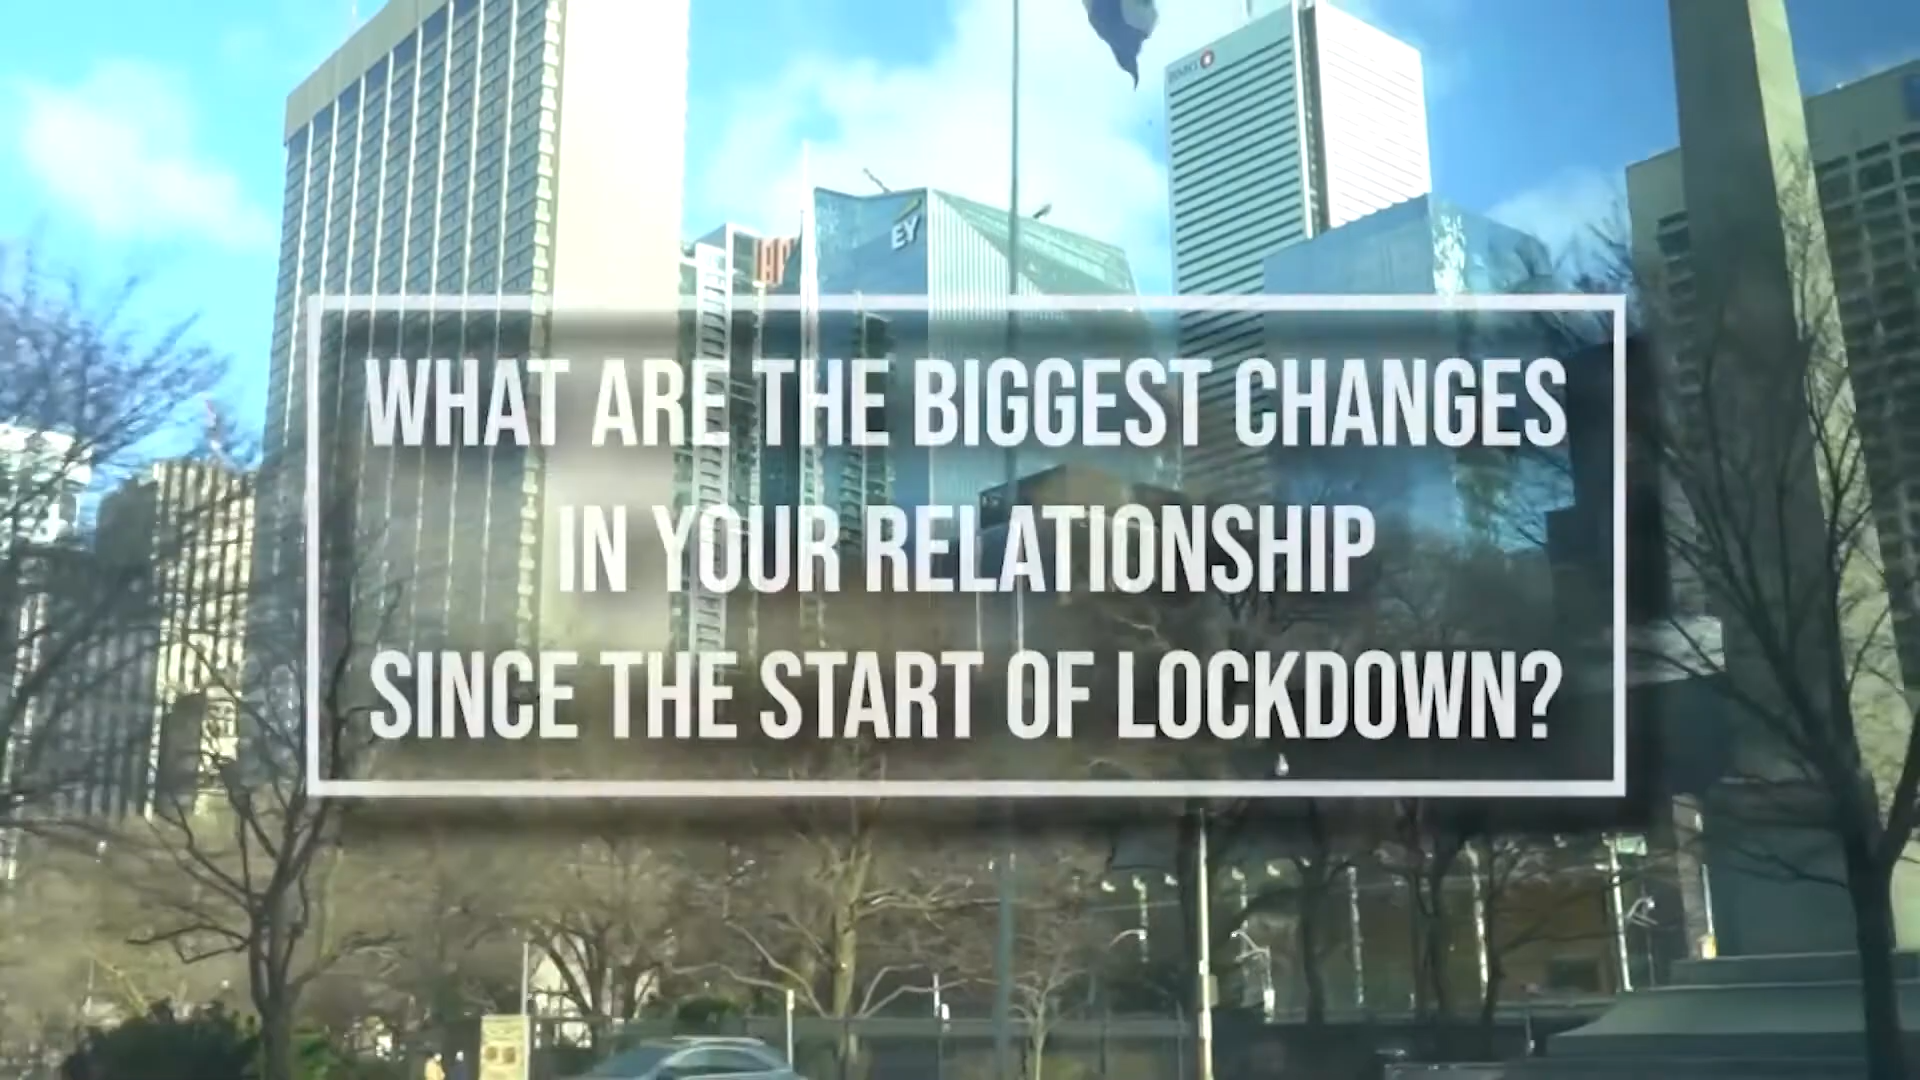 EY
WHAT ARE THE BIGGEST CHANGES
IN YOUR RELATIONSHIP
SINCE THE START OF LOCKDOWN?